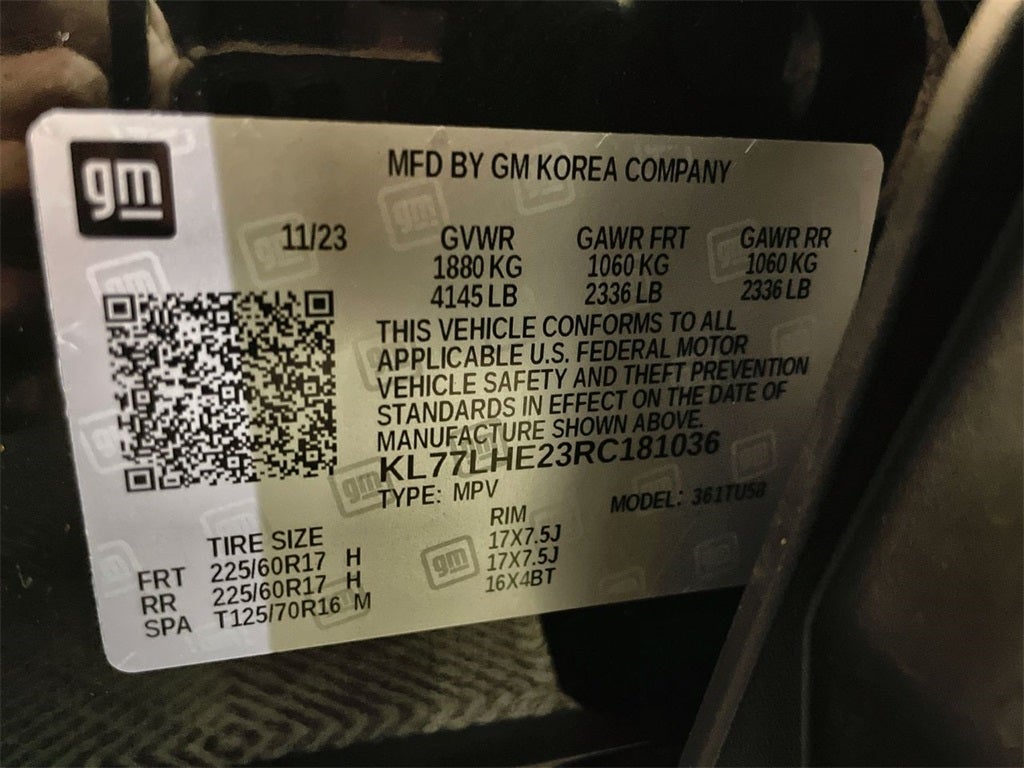 gm
MFD BY GM KOREA COMPANY
11/23 GVWR GAWR FRT GAWR RR
1880 KG 1060 KG 1060 KG
4145 LB 2336 LB 2336 LB
THIS VEHICLE CONFORMS TO ALL
APPLICABLE U.S. FEDERAL MOTOR
VEHICLE SAFETY AND THEFT PREVENTION
STANDARDS IN EFFECT ON THE DATE OF
MANUFACTURE SHOWN ABOVE.
KL77LHE23RC181036
TYPE: MPV MODEL: 361TU58
TIRE SIZE RIM
FRT 225/60R17 H 17X7.5J
RR 225/60R17 H 17X7.5J
SPA T125/70R16 M 16X4BT